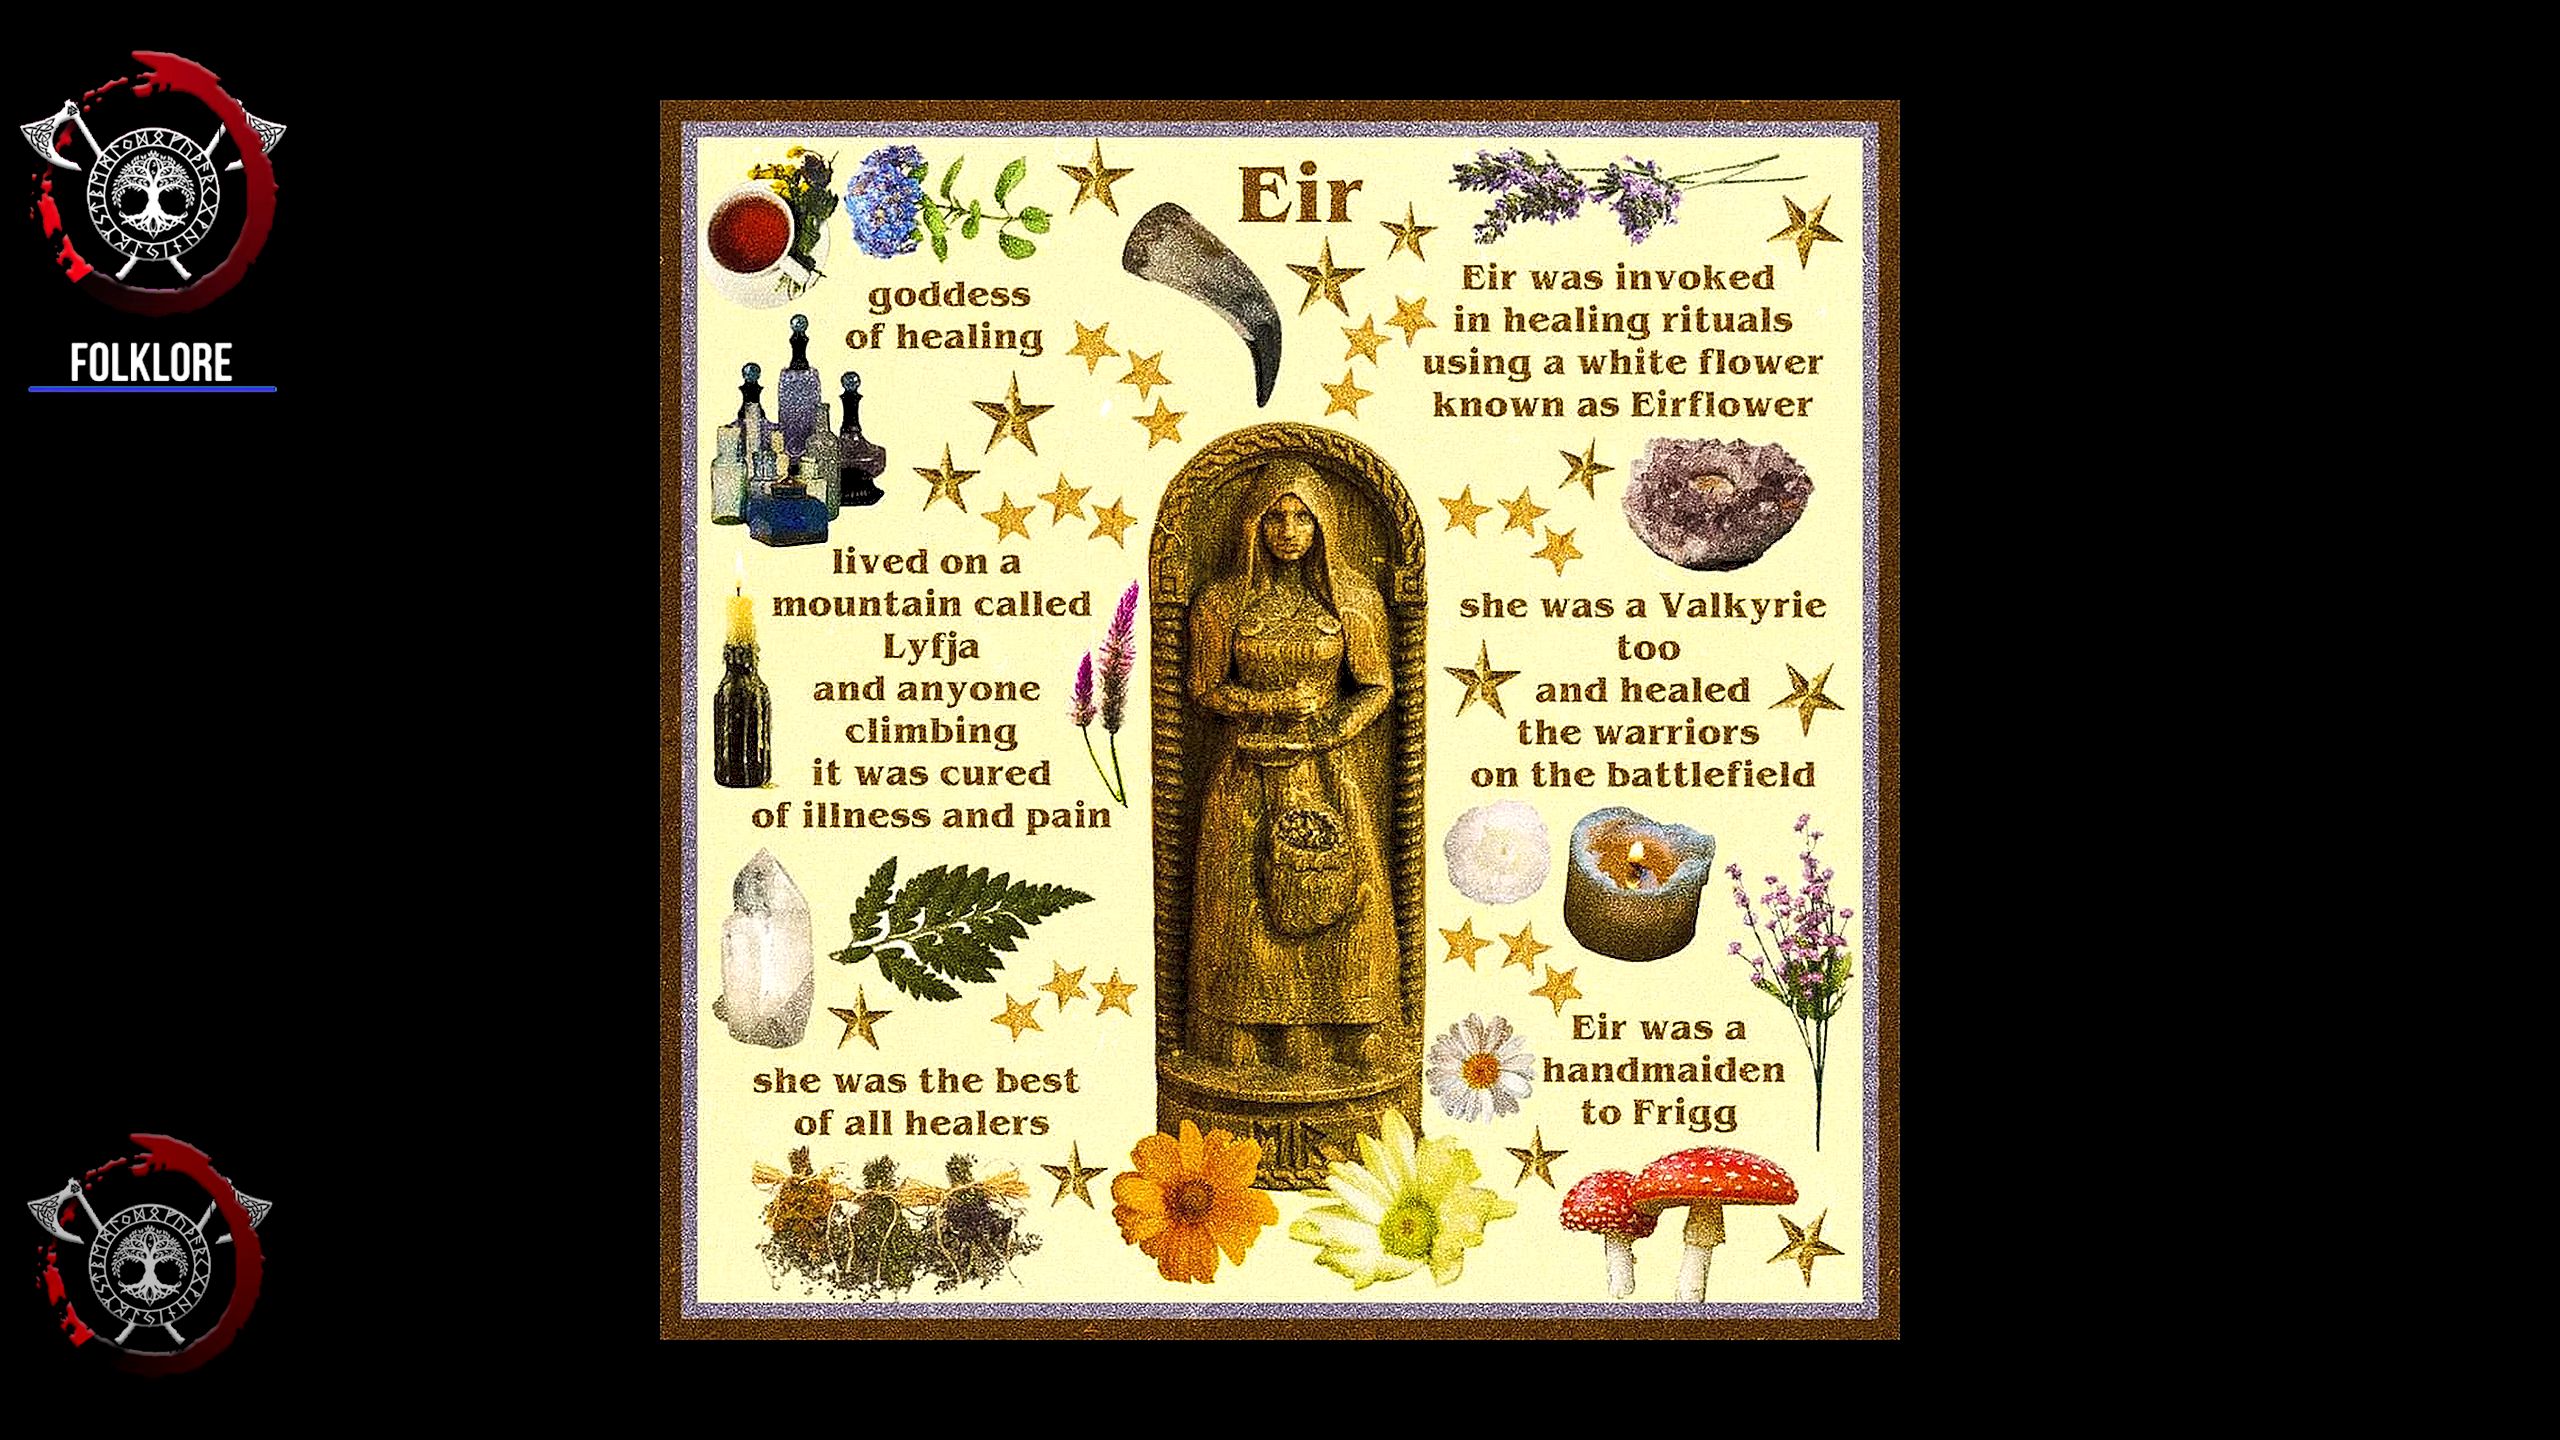 FOLKLORE
Eir
goddess
of healing
Eir was invoked
in healing rituals
using a white flower
known as Eirflower
lived on a
mountain called
Lyfja
and anyone
climbing
it was cured
of illness and pain
she was a Valkyrie
too
and healed
the warriors
on the battlefield
she was the best
of all healers
Eir was a
handmaiden
to Frigg